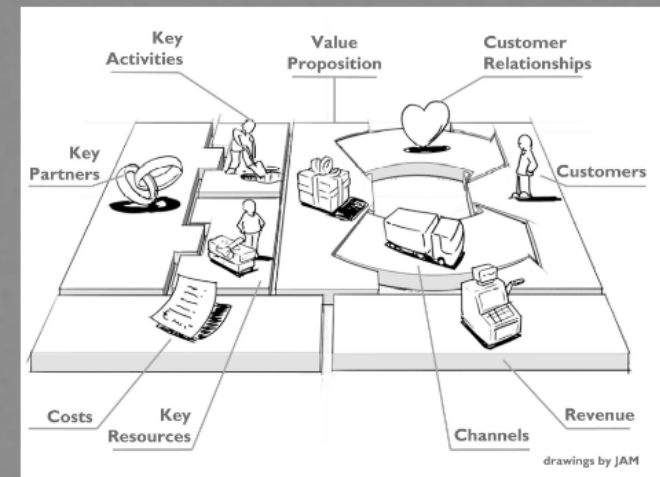 Key
Activities
Value
Proposition
Customer
Relationships
Key
Partners
Customers
Costs
Key
Resources
Channels
Revenue
drawings by JAM